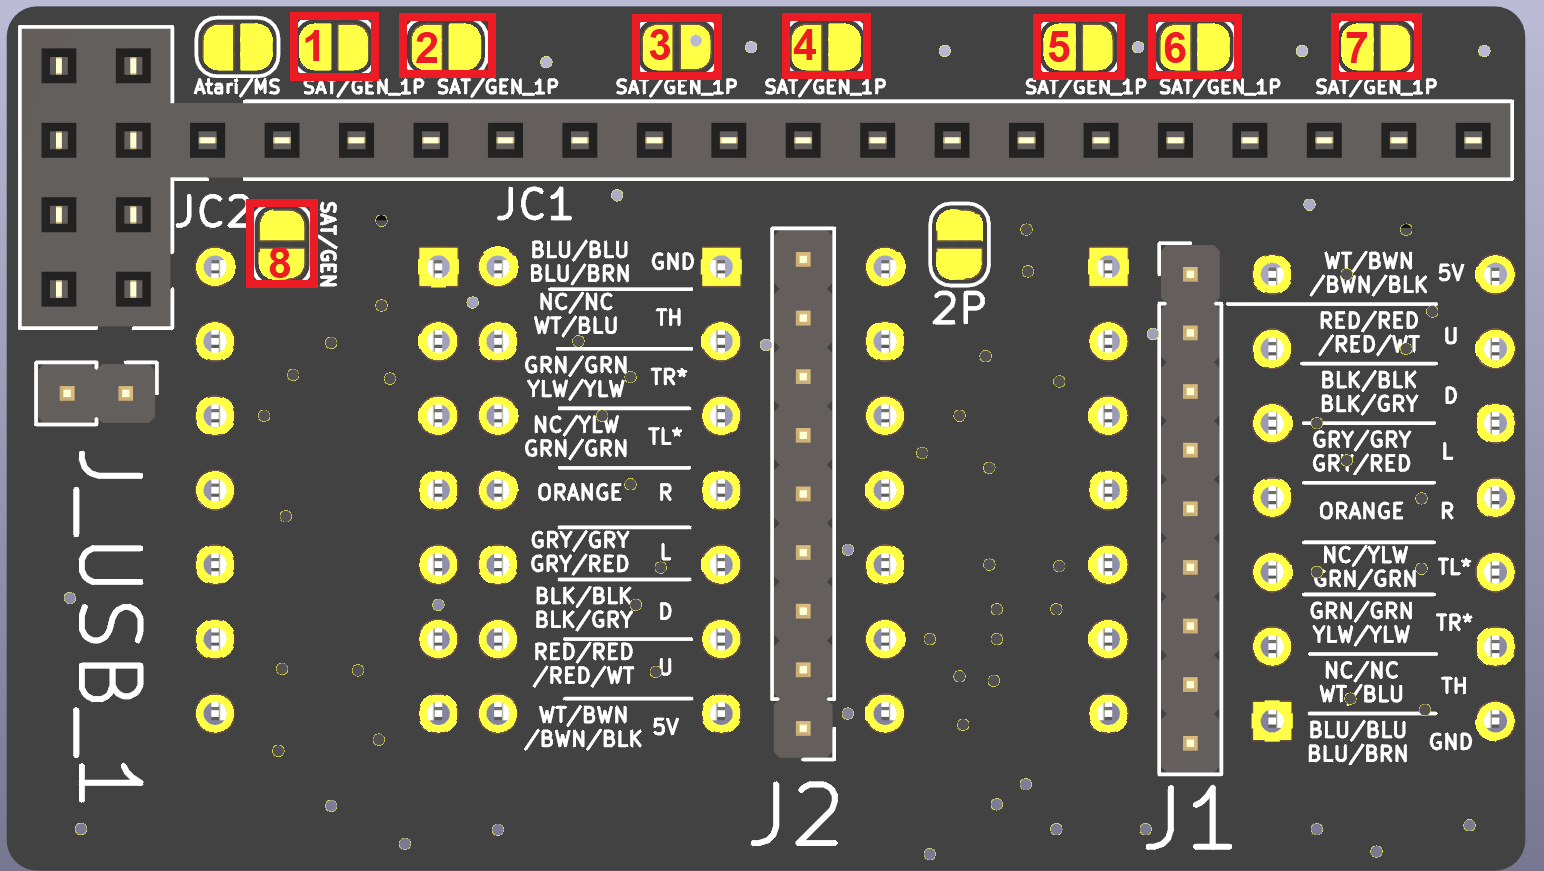 1 2 3 4 5 6 7
Atari/MS SAT/GEN_1P SAT/GEN_1P SAT/GEN_1P SAT/GEN_1P SAT/GEN_1P SAT/GEN_1P SAT/GEN_1P
JC2
8
SAT/GEN
JC1
BLU/BLU
BLU/BRN
GND
NC/NC
WT/BLU
TH
GRN/GRN
YLW/YLW
TR*
NC/YLW
GRN/GRN
TL*
ORANGE R
GRY/GRY
GRY/RED
L
BLK/BLK
BLK/GRY
D
RED/RED
/RED/WT
U
WT/BWN
/BWN/BLK
5V
2P
WT/BWN
/BWN/BLK
5V
RED/RED
/RED/WT
U
BLK/BLK
BLK/GRY
D
GRY/GRY
GRY/RED
L
ORANGE R
NC/YLW
GRN/GRN
TL*
GRN/GRN
YLW/YLW
TR*
NC/NC
WT/BLU
TH
BLU/BLU
BLU/BRN
GND
J_USB_1
J2
J1